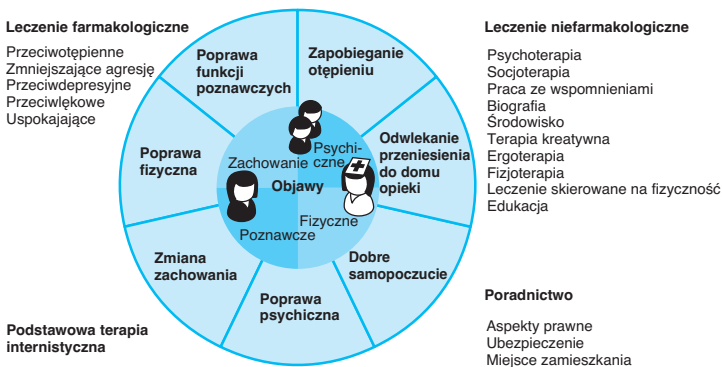 Leczenie farmakologiczne
Przeciwotępienne
Zmniejszające agresję
Przeciwdepresyjne
Przeciwlękowe
Uspokajające
Poprawa
funkcji
poznawczych
Zapobieganie
otępieniu
Poprawa
fizyczna
Odwlekanie
przeniesienia
do domu
opieki
Zachowanie
Psychi-
czne
Objawy
Fizyczne
Poznawcze
Zmiana
zachowania
Poprawa
psychiczna
Dobre
samopoczucie
Leczenie niefarmakologiczne
Psychoterapia
Socjoterapia
Praca ze wspomnieniami
Biografia
Środowisko
Terapia kreatywna
Ergoterapia
Fizjoterapia
Leczenie skierowane na fizyczność
Edukacja
Podstawowa terapia
internistyczna
Poradnictwo
Aspekty prawne
Ubezpieczenie
Miejsce zamieszkania